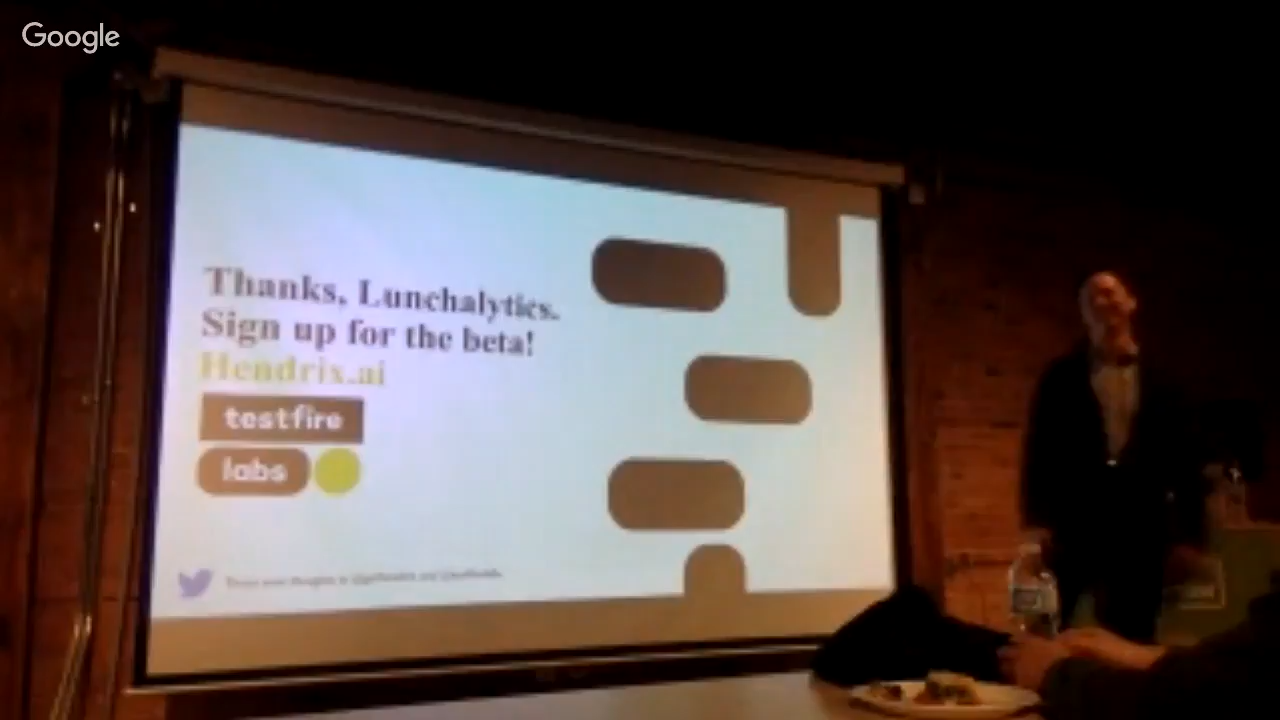 Google
Thanks, Lunchalytics.
Sign up for the beta!
Hendrix.ai
testfire
labs